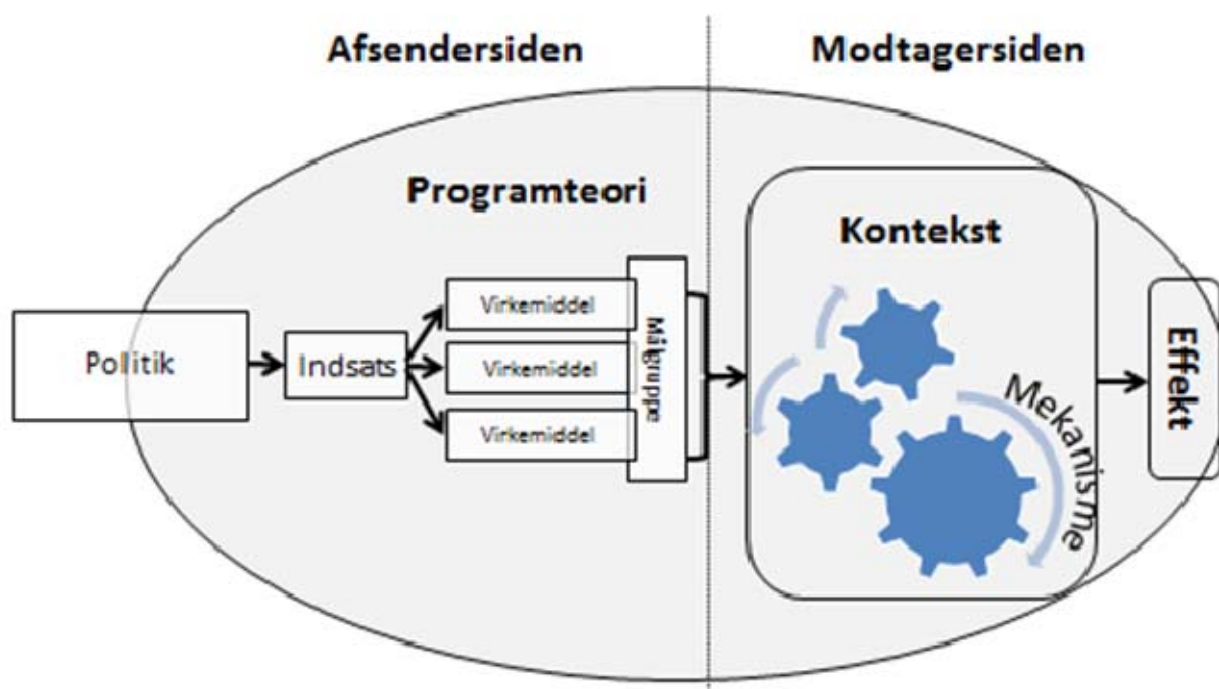 Afsendersiden
Modtagersiden
Programteori
Kontekst
Politik
Indsats
Virkemiddel
Virkemiddel
Virkemiddel
Målgruppe
Mekanisme
Effekt